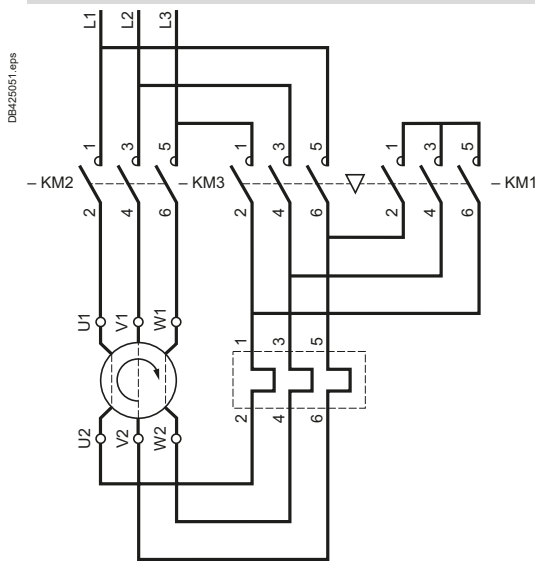 DB425051.eps
L1 L2 L3
1 3 5 1 3 5 1 3 5
– KM2 – KM3 – KM1
2 4 6 2 4 6 2 4 6
U1 V1 W1 1 3 5
U2 V2 W2 2 4 6